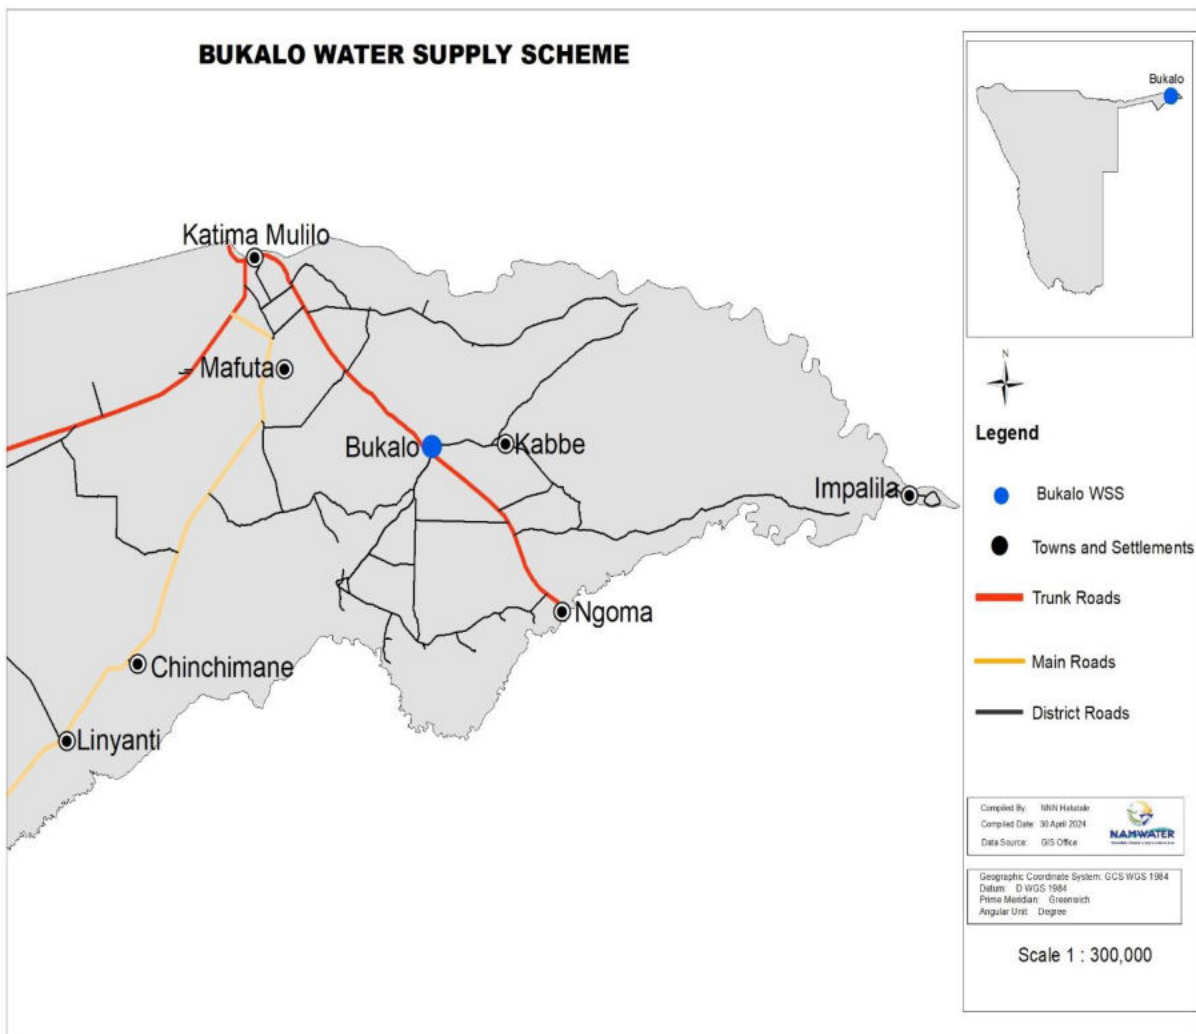 BUKALO WATER SUPPLY SCHEME
Bukalo
Katima Mulilo
Mafuta
Bukalo
Kabbe
Impalila
Ngoma
Chinchimane
Linyanti
N
Legend
Bukalo WSS
Towns and Settlements
Trunk Roads
Main Roads
District Roads
Compiled By: NNN
Compiled Date: 30 April 2024
Data Source: GIS Office
NAMWATER
Geographic Coordinate System: GCS WGS 1984
Datum: D WGS 1984
Prime Meridian: Greenwich
Angular Unit: Degree
Scale 1 : 300,000